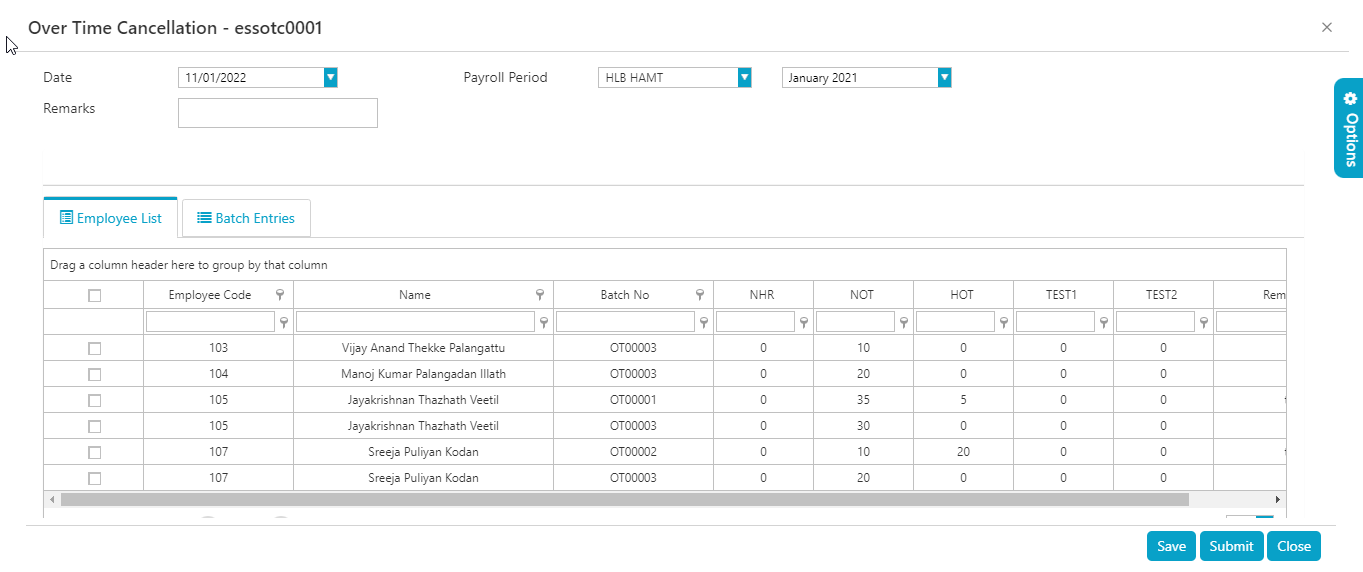 Over Time Cancellation - essotc0001
Date 11/01/2022 Payroll Period HLB HAMT January 2021
Remarks
Options
Employee List Batch Entries
Drag a column header here to group by that column
Employee Code Name Batch No NHR NOT HOT TEST1 TEST2
103 Vijay Anand Thekke Palangattu OT00003 0 10 0 0 0
104 Manoj Kumar Palangadan Illath OT00003 0 20 0 0 0
105 Jayakrishnan Thazhath Veetil OT00001 0 35 5 0 0
105 Jayakrishnan Thazhath Veetil OT00003 0 30 0 0 0
107 Sreeja Puliyan Kodan OT00002 0 10 20 0 0
107 Sreeja Puliyan Kodan OT00003 0 20 0 0 0
Save Submit Close